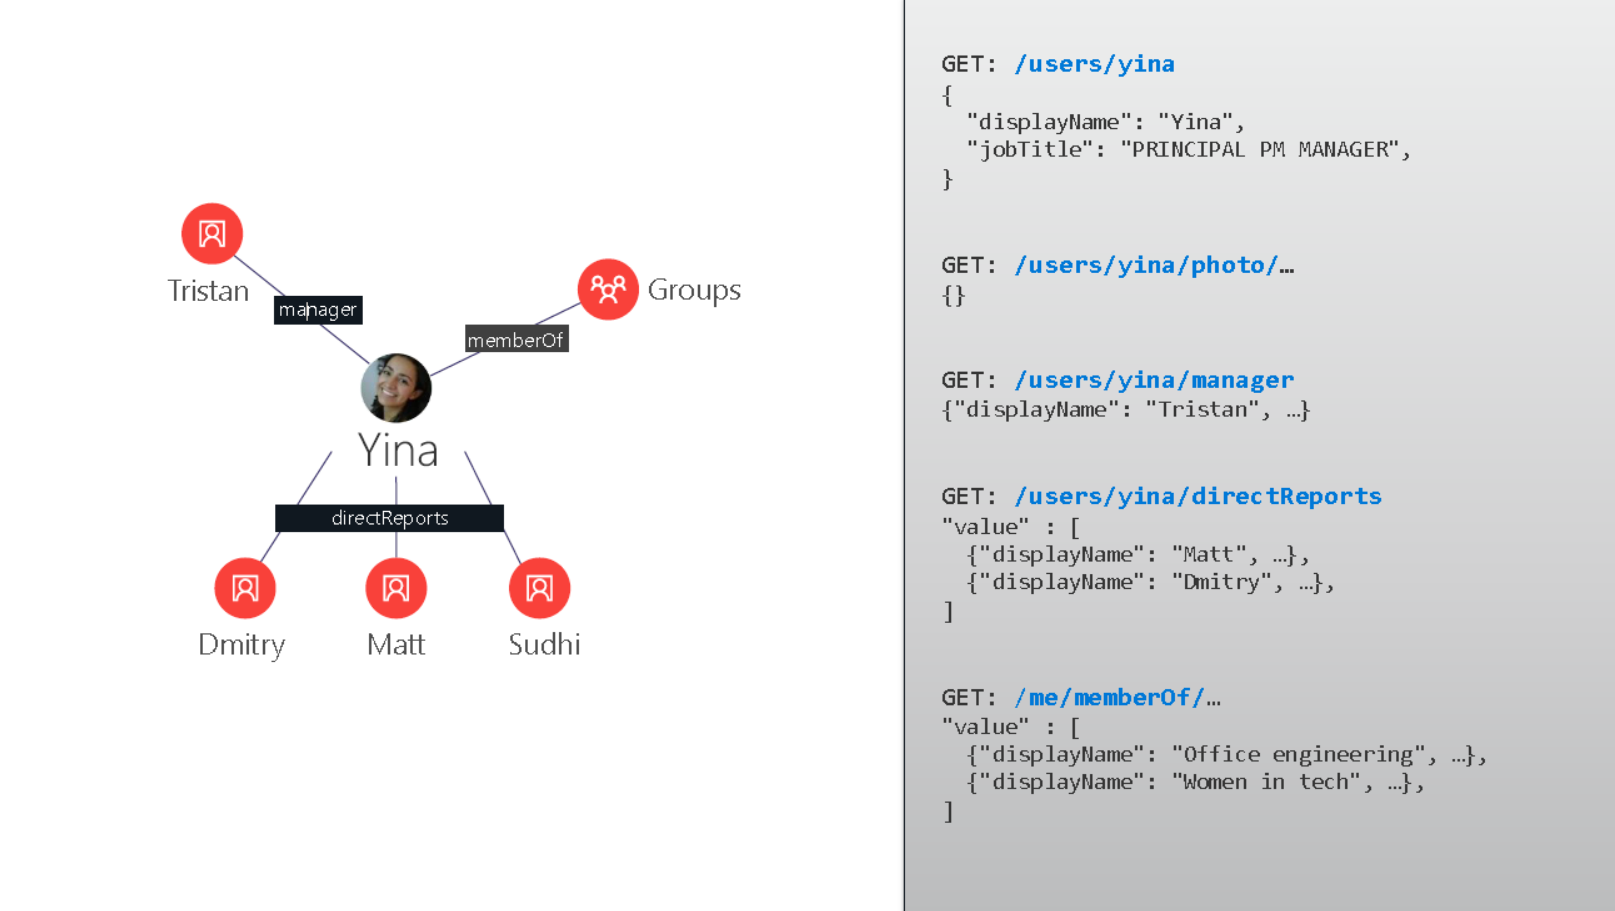 Tristan
manager
Groups
memberOf
Yina
directReports
Dmitry
Matt
Sudhi
GET: /users/yina
{
"displayName": "Yina",
"jobTitle": "PRINCIPAL PM MANAGER",
}
GET: /users/yina/photo/…
{}
GET: /users/yina/manager
{"displayName": "Tristan", …}
GET: /users/yina/directReports
"value" : [
{"displayName": "Matt", …},
{"displayName": "Dmitry", …},
]
GET: /me/memberOf/…
"value" : [
{"displayName": "Office engineering", …},
{"displayName": "Women in tech", …},
]